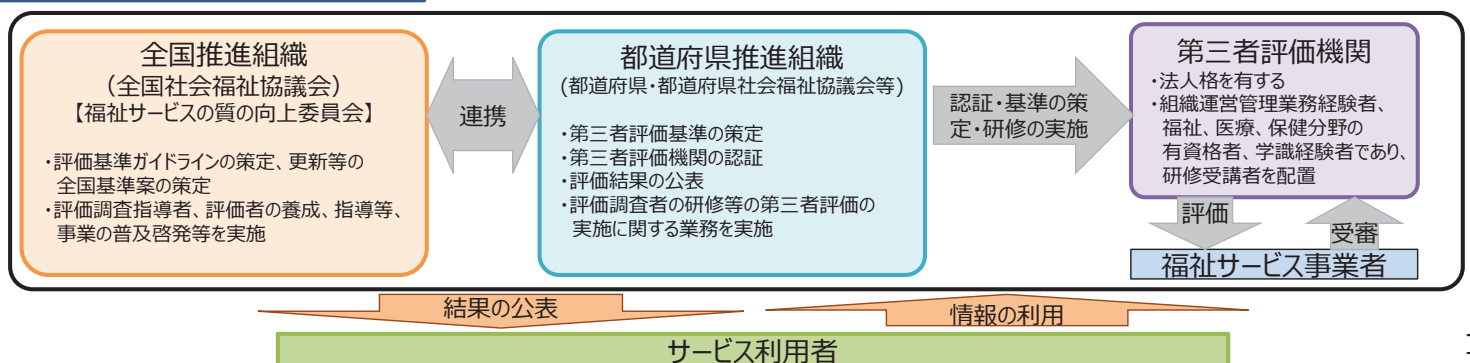 全国推進組織
(全国社会福祉協議会)
【福祉サービスの質の向上委員会】
・評価基準ガイドラインの策定、更新等の
全国基準案の策定
・評価調査指導者、評価者の養成、指導等、
事業の普及啓発等を実施
連携
都道府県推進組織
(都道府県・都道府県社会福祉協議会等)
・第三者評価基準の策定
・第三者評価機関の認証
・評価結果の公表
・評価調査者の研修等の第三者評価の
実施に関する業務を実施
認証・基準の策
定・研修の実施
第三者評価機関
・法人格を有する
・組織運営管理業務経験者、
福祉、医療、保健分野の
有資格者、学識経験者であり、
研修受講者を配置
評価
受審
福祉サービス事業者
結果の公表
情報の利用
サービス利用者